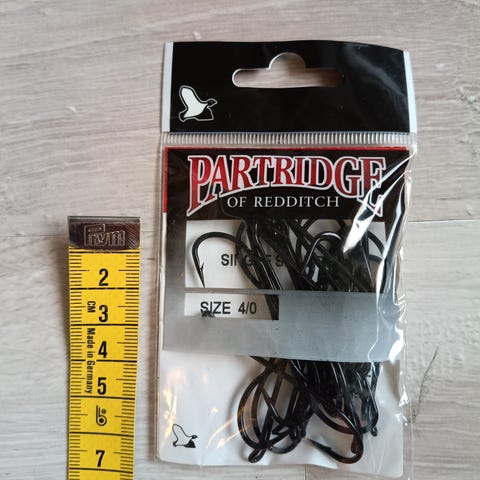 PARTRIDGE
OF REDDITCH
SIZE 4/0
Prym
2
3
CM
4
Made in Germany
5
7